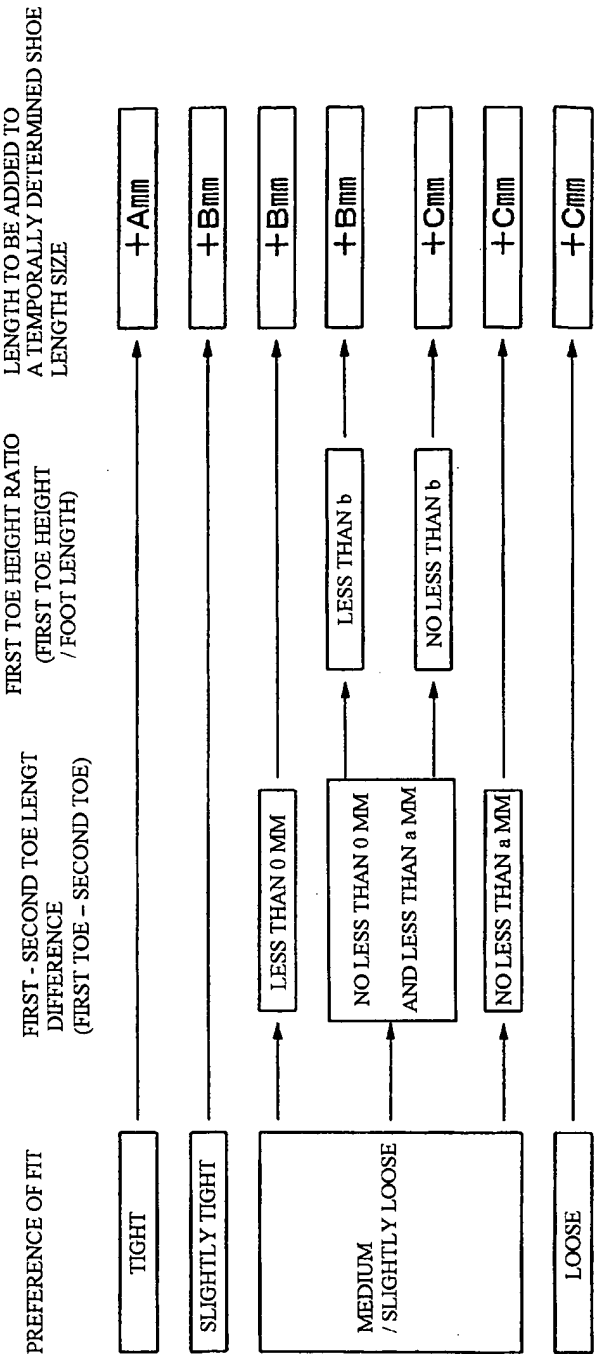 PREFERENCE OF FIT
FIRST - SECOND TOE LENGT
DIFFERENCE
(FIRST TOE – SECOND TOE)
FIRST TOE HEIGHT RATIO
(FIRST TOE HEIGHT
/ FOOT LENGTH)
LENGTH TO BE ADDED TO
A TEMPORALLY DETERMINED SHOE
LENGTH SIZE
TIGHT
+Amm
SLIGHTLY TIGHT
+Bmm
MEDIUM
/ SLIGHTLY LOOSE
LESS THAN 0 MM
+Bmm
NO LESS THAN 0 MM
AND LESS THAN a MM
LESS THAN b
+Bmm
NO LESS THAN b
+Cmm
NO LESS THAN a MM
+Cmm
LOOSE
+Cmm